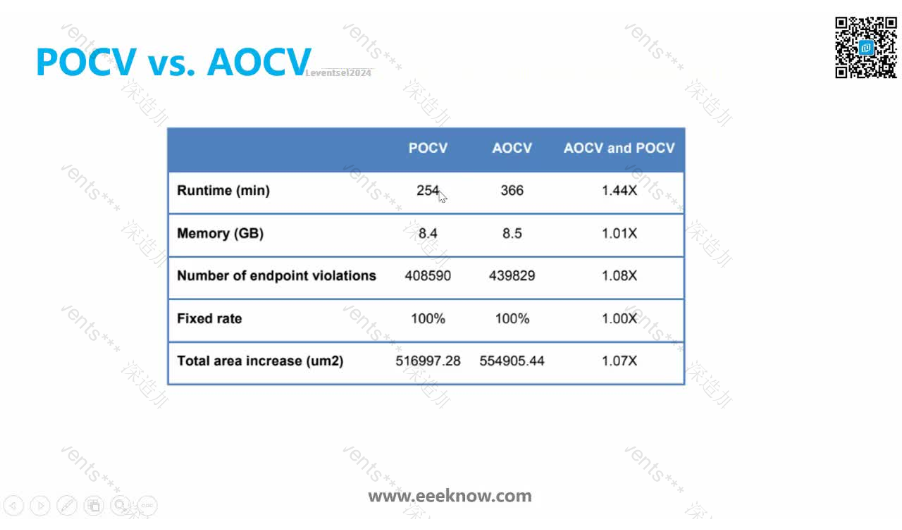 POCV vs. AOCV
Leventsel2024
POCV AOCV AOCV and POCV
Runtime (min) 254 366 1.44X
Memory (GB) 8.4 8.5 1.01X
Number of endpoint violations 408590 439829 1.08X
Fixed rate 100% 100% 1.00X
Total area increase (um2) 516997.28 554905.44 1.07X
www.eeeknow.com